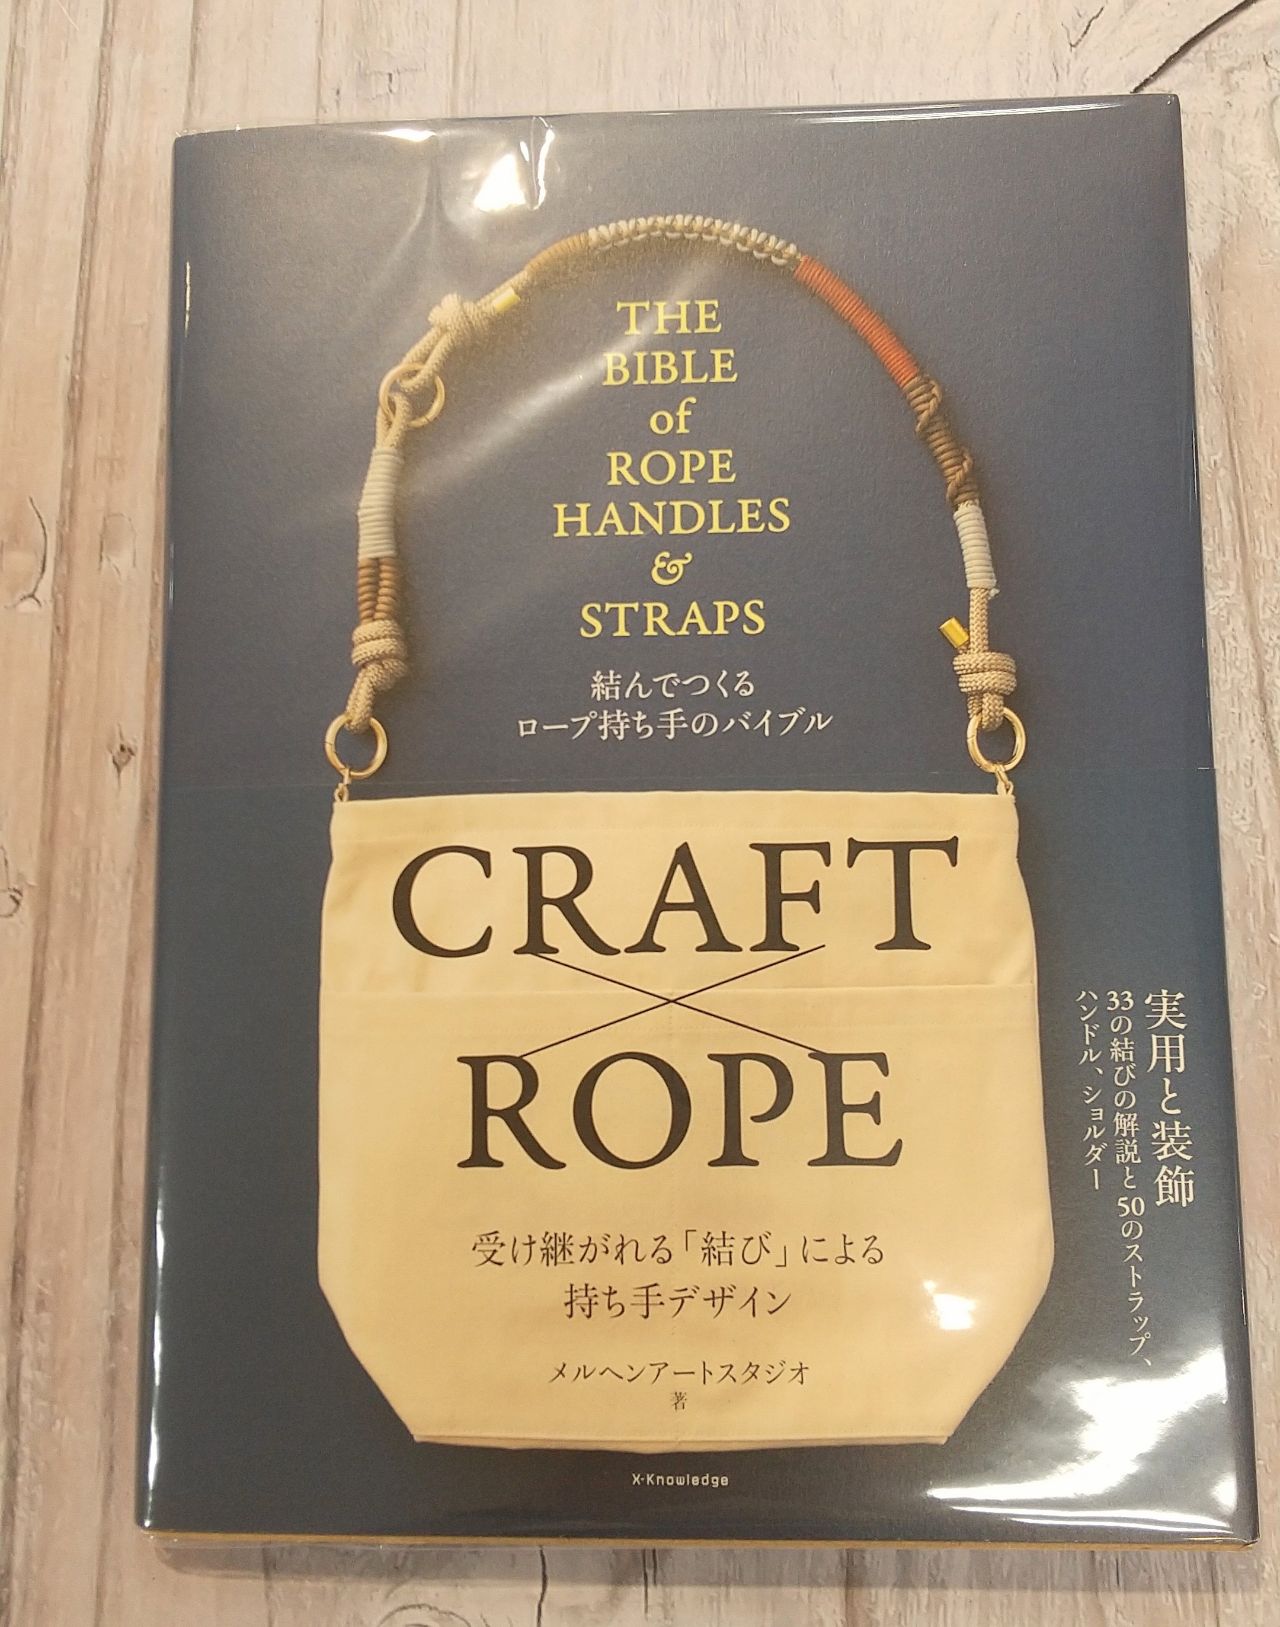 THE
BIBLE
of
ROPE
HANDLES
&
STRAPS
結んでつくる
ロープ持ち手のバイブル
CRAFT
ROPE
受け継がれる「結び」による
持ち手デザイン
メルヘンアートスタジオ
著
実用と装飾
33の結びの解説と50のストラップ、
ハンドル、ショルダー
X-Knowledge